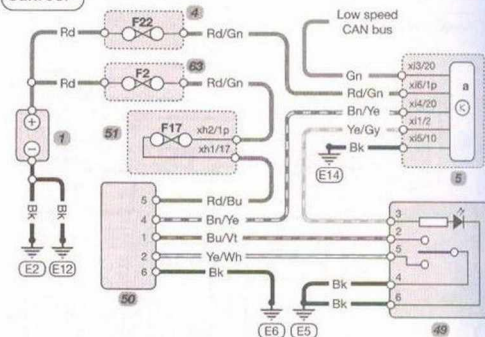 4
F22
Rd
Rd/Gn
Low speed
CAN bus
63
F2
Rd
Rd/Gn
Gn
xi3/20
Rd/Gn
xi6/1p
a
Bn/Ye
xi4/20
Ye/Gy
xi1/2
Bk
xi5/10
E14
5
51
F17
xh2/1p
xh1/17
1
Bk
Bk
E2
E12
5
Rd/Bu
4
Bn/Ye
1
Bu/Vt
2
Ye/Wh
6
Bk
50
3
2
5
4
6
Bk
Bk
E6
E5
49